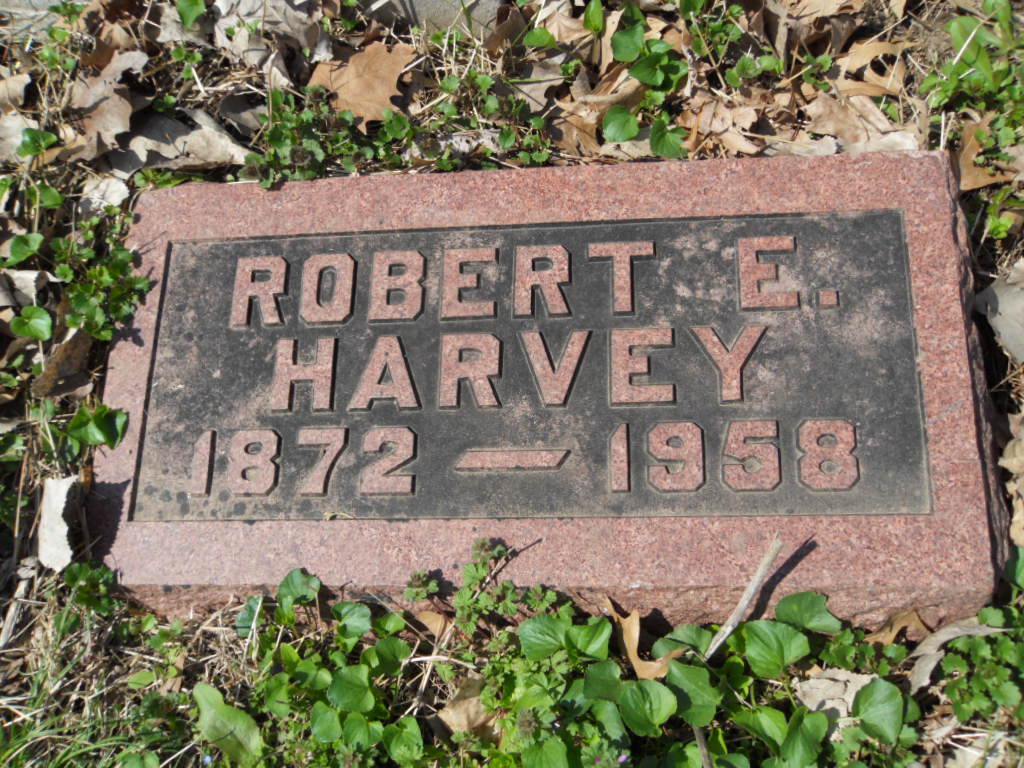 ROBERT E.
HARVEY
1872 — 1958